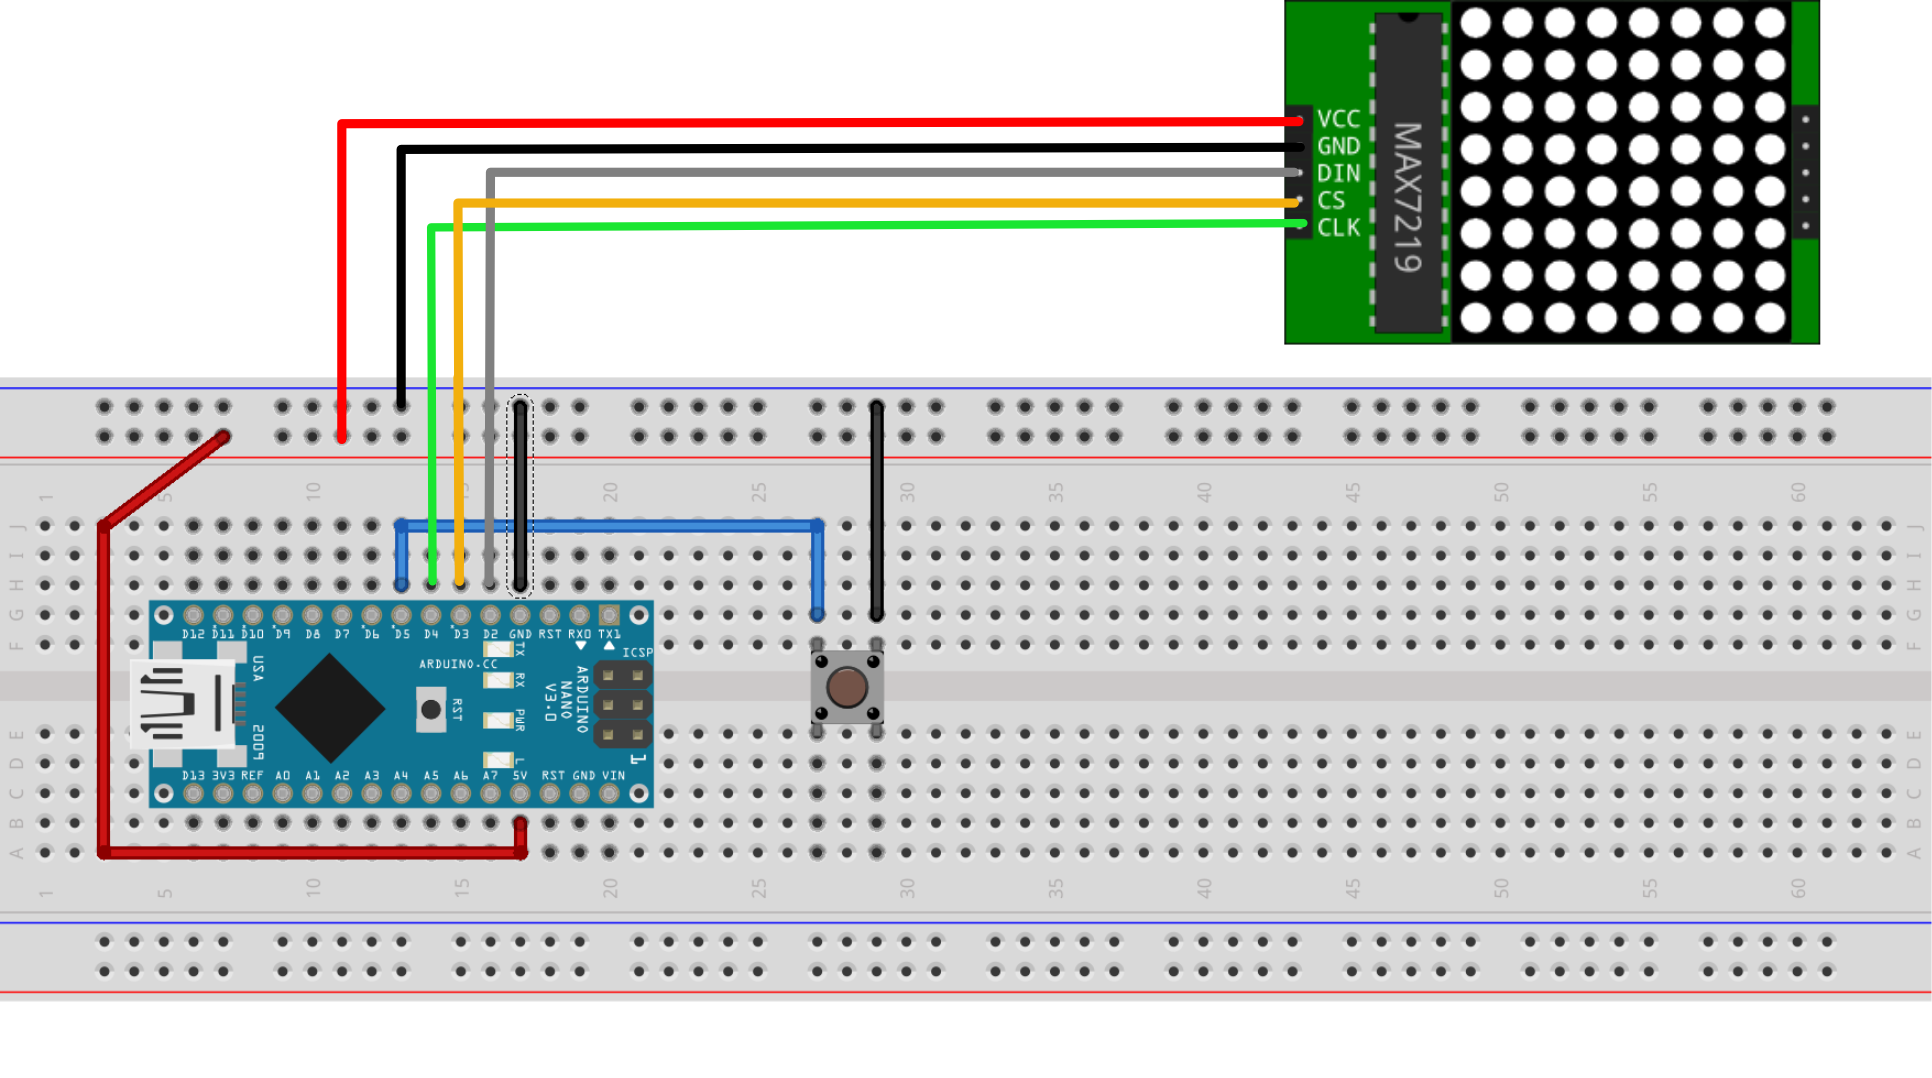 VCC
GND
DIN
CS
CLK
MAX7219
1 5 10 15 20 25 30 35 40 45 50 55 60
J J
I I
H H
G G
F F
D12 D11 D10 D9 D8 D7 D6 D5 D4 D3 D2 GND RST RX0 TX1
TX
RX
PWR
L
ARDUINO.CC
ICSP
USA
2009
RST
ARDUINO
NANO
V3.0
1
D13 3V3 REF A0 A1 A2 A3 A4 A5 A6 A7 5V RST GND VIN
E E
D D
C C
B B
A A
1 5 10 15 20 25 30 35 40 45 50 55 60